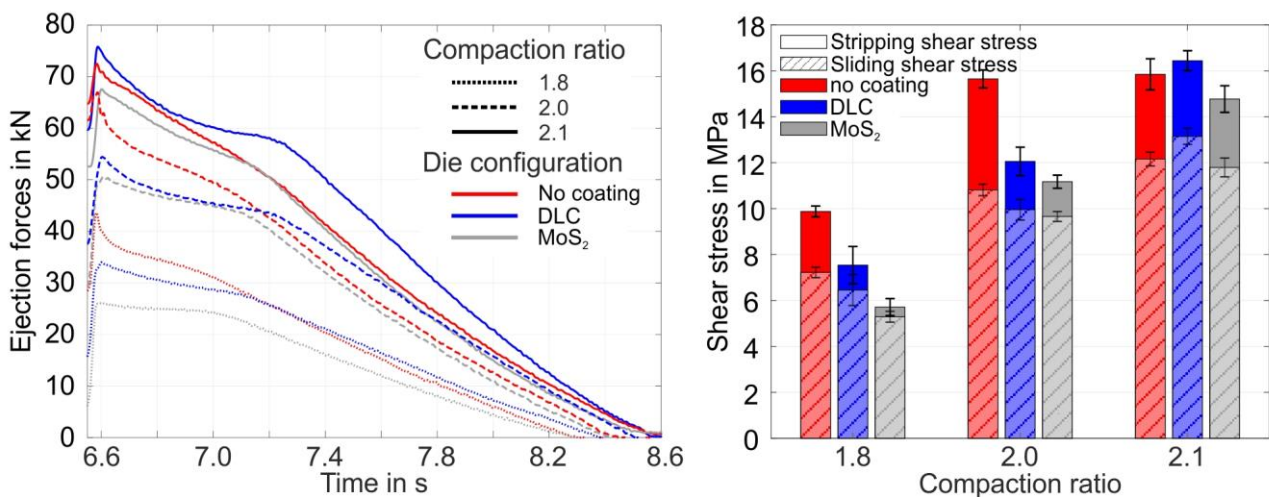 80
70
60
50
40
30
20
10
0
Ejection forces in kN
6.6 7.0 7.4 7.8 8.2 8.6
Time in s
Compaction ratio
1.8
2.0
2.1
Die configuration
No coating
DLC
MoS₂
18
16
14
12
10
8
6
4
2
0
Shear stress in MPa
Stripping shear stress
Sliding shear stress
no coating
DLC
MoS₂
1.8 2.0 2.1
Compaction ratio